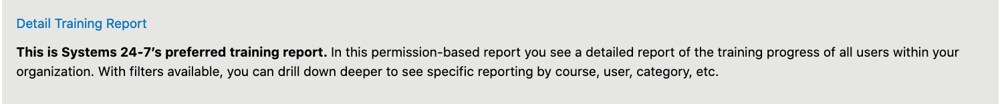 Detail Training Report
This is Systems 24-7’s preferred training report. In this permission-based report you see a detailed report of the training progress of all users within your
organization. With filters available, you can drill down deeper to see specific reporting by course, user, category, etc.